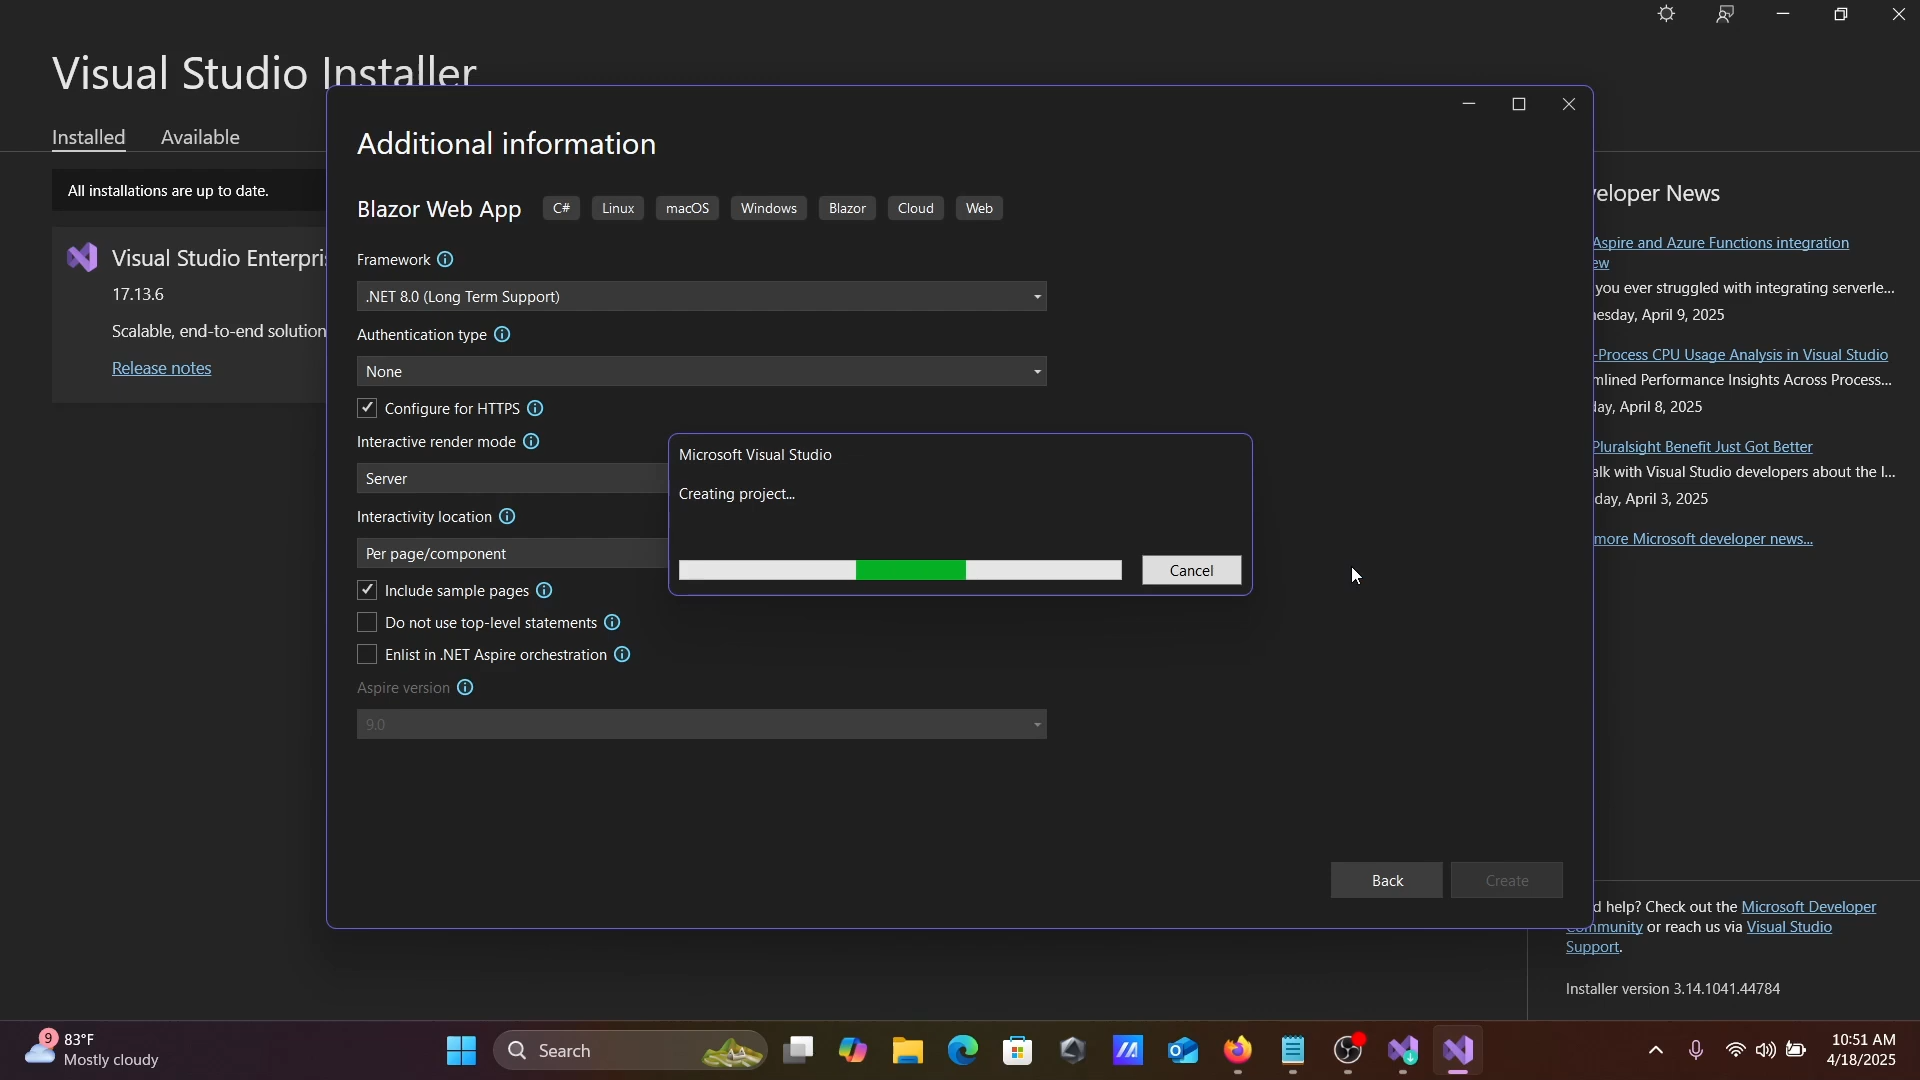 Visual Studio Installer
Installed Available
All installations are up to date.
Visual Studio Enterpri
17.13.6
Scalable, end-to-end solution
Release notes
Additional information
Blazor Web App C# Linux macOS Windows Blazor Cloud Web
Framework
.NET 8.0 (Long Term Support)
Authentication type
None
Configure for HTTPS
Interactive render mode
Server
Interactivity location
Per page/component
Include sample pages
Do not use top-level statements
Enlist in .NET Aspire orchestration
Aspire version
9.0
Microsoft Visual Studio
Creating project...
Cancel
Back Create
eloper News
Aspire and Azure Functions integration
ew
you ever struggled with integrating serverle...
esday, April 9, 2025
-Process CPU Usage Analysis in Visual Studio
mlined Performance Insights Across Process...
day, April 8, 2025
Pluralsight Benefit Just Got Better
alk with Visual Studio developers about the l...
day, April 3, 2025
more Microsoft developer news...
d help? Check out the Microsoft Developer
Community or reach us via Visual Studio
Support.
Installer version 3.14.1041.44784
9
83°F
Mostly cloudy
Search
10:51 AM
4/18/2025